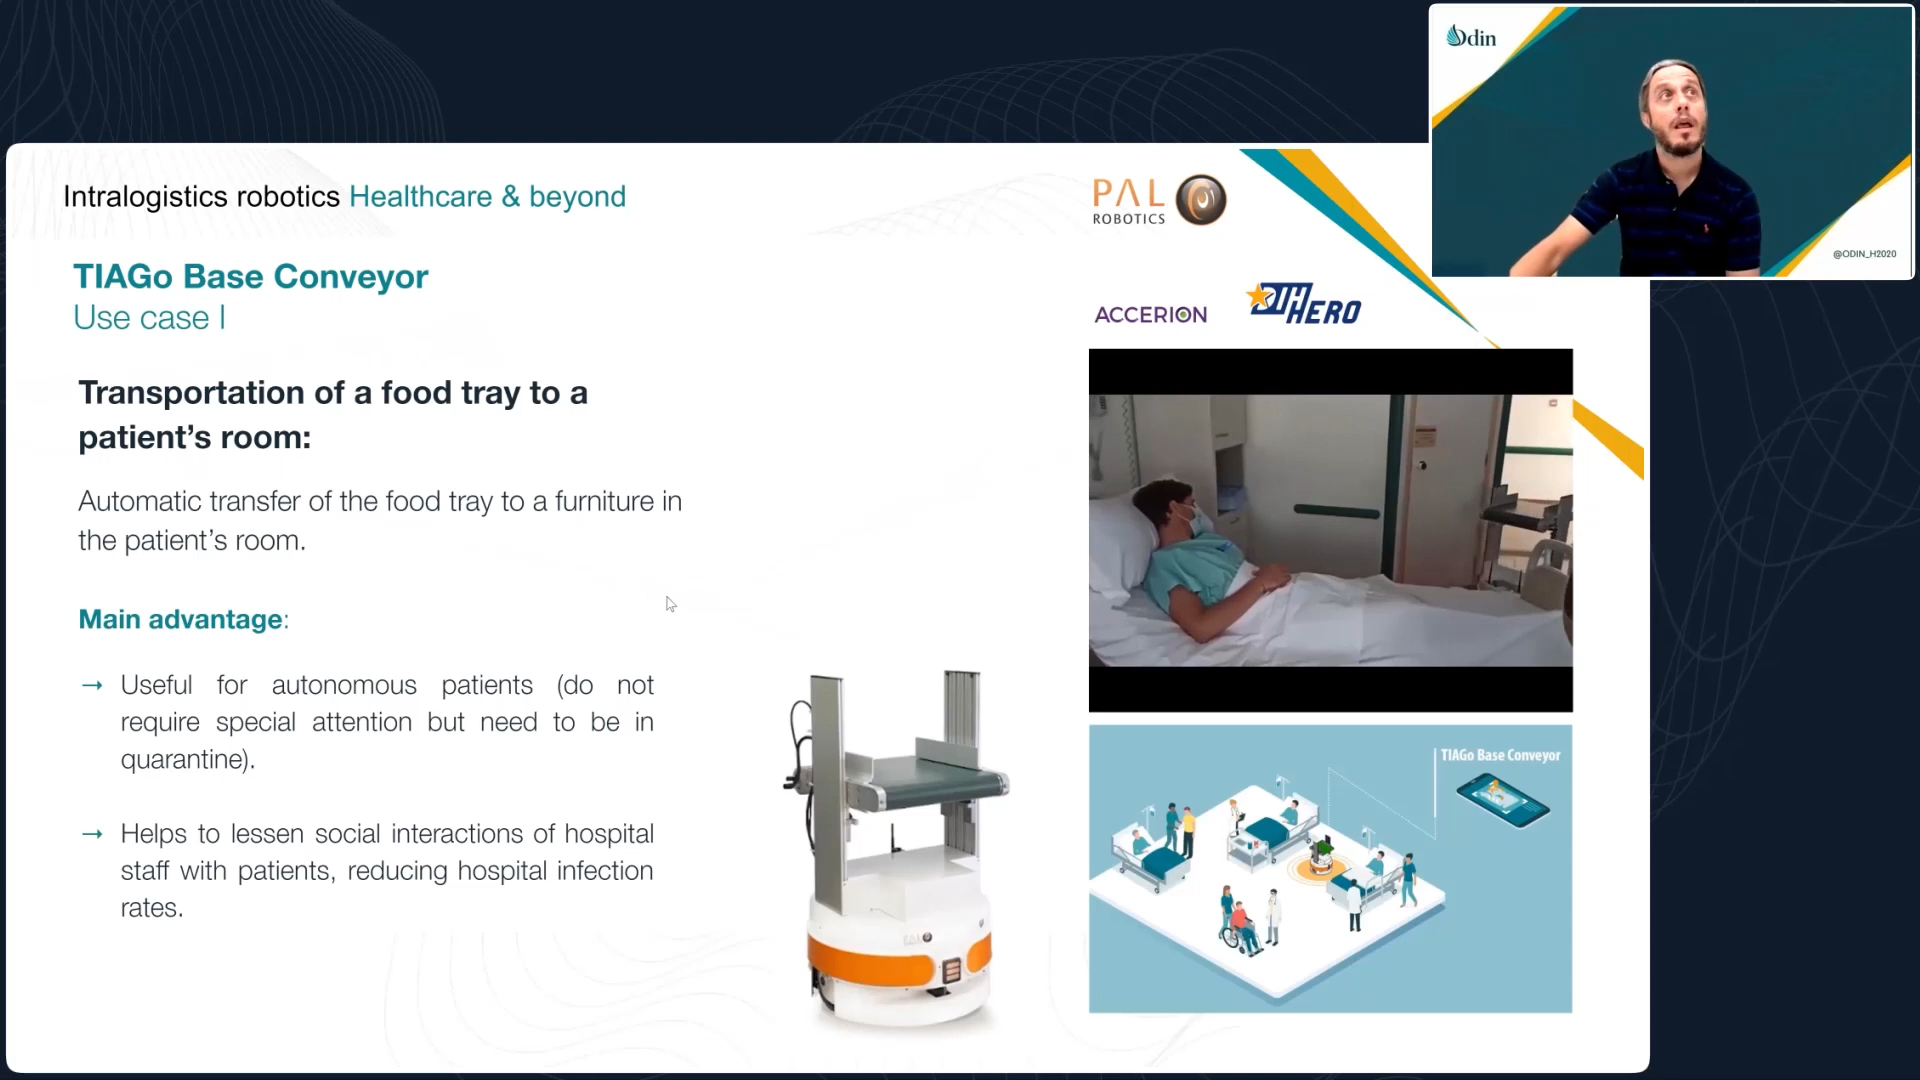 Odin
@ODIN_H2020
Intralogistics robotics Healthcare & beyond
PAL
ROBOTICS
TIAGo Base Conveyor
Use case I
ACCERION
DIH
HERO
Transportation of a food tray to a
patient’s room:
Automatic transfer of the food tray to a furniture in
the patient’s room.
Main advantage:
→ Useful for autonomous patients (do not
require special attention but need to be in
quarantine).
→ Helps to lessen social interactions of hospital
staff with patients, reducing hospital infection
rates.
PAL
TIAGo Base Conveyor